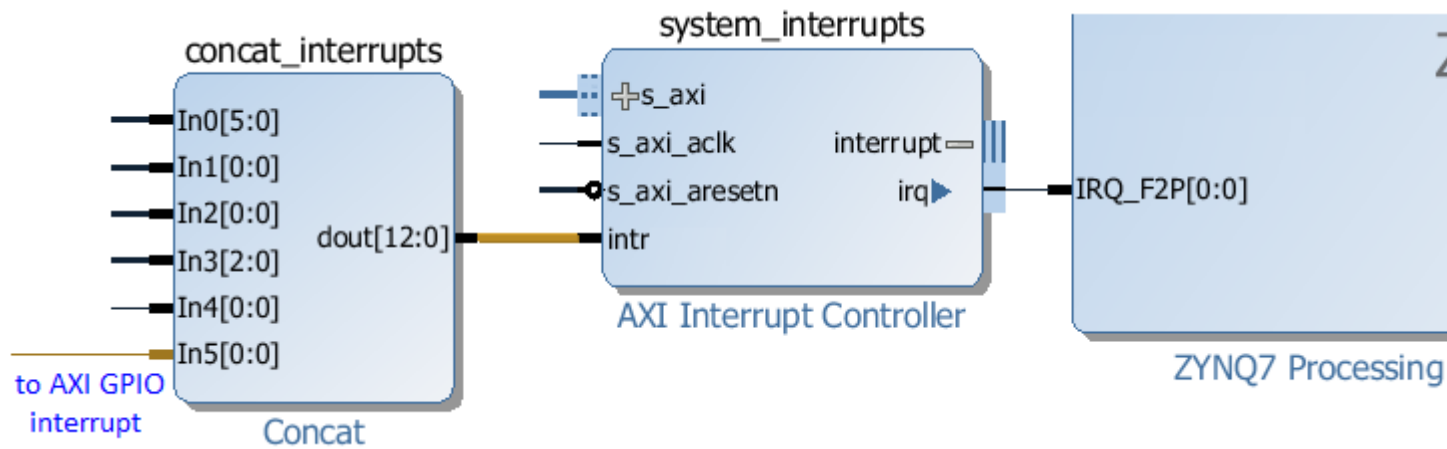 concat_interrupts
In0[5:0]
In1[0:0]
In2[0:0]
In3[2:0]
In4[0:0]
In5[0:0]
dout[12:0]
to AXI GPIO
interrupt
Concat
system_interrupts
s_axi
s_axi_aclk
s_axi_aresetn
intr
interrupt
irq
AXI Interrupt Controller
IRQ_F2P[0:0]
ZYNQ7 Processing